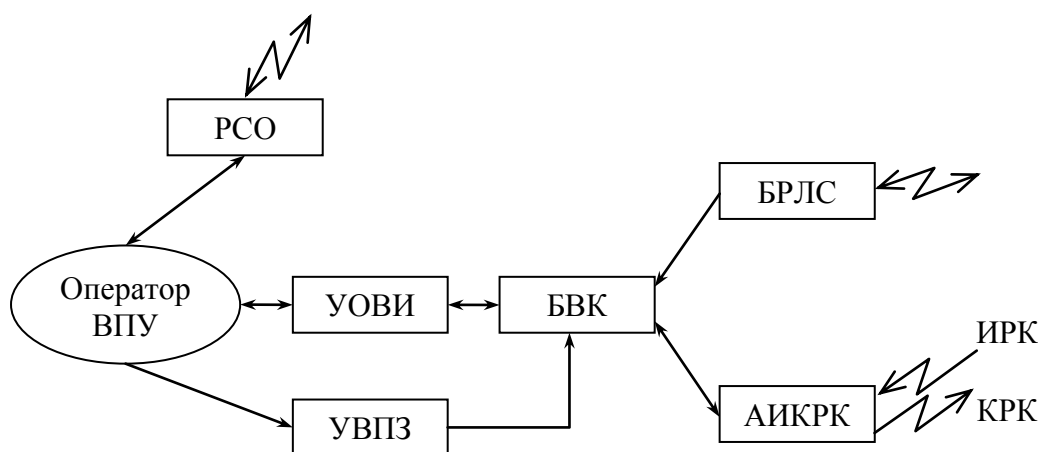 РСО
БРЛС
Оператор
ВПУ
УОВИ
БВК
ИРК
АИКРК
КРК
УВПЗ